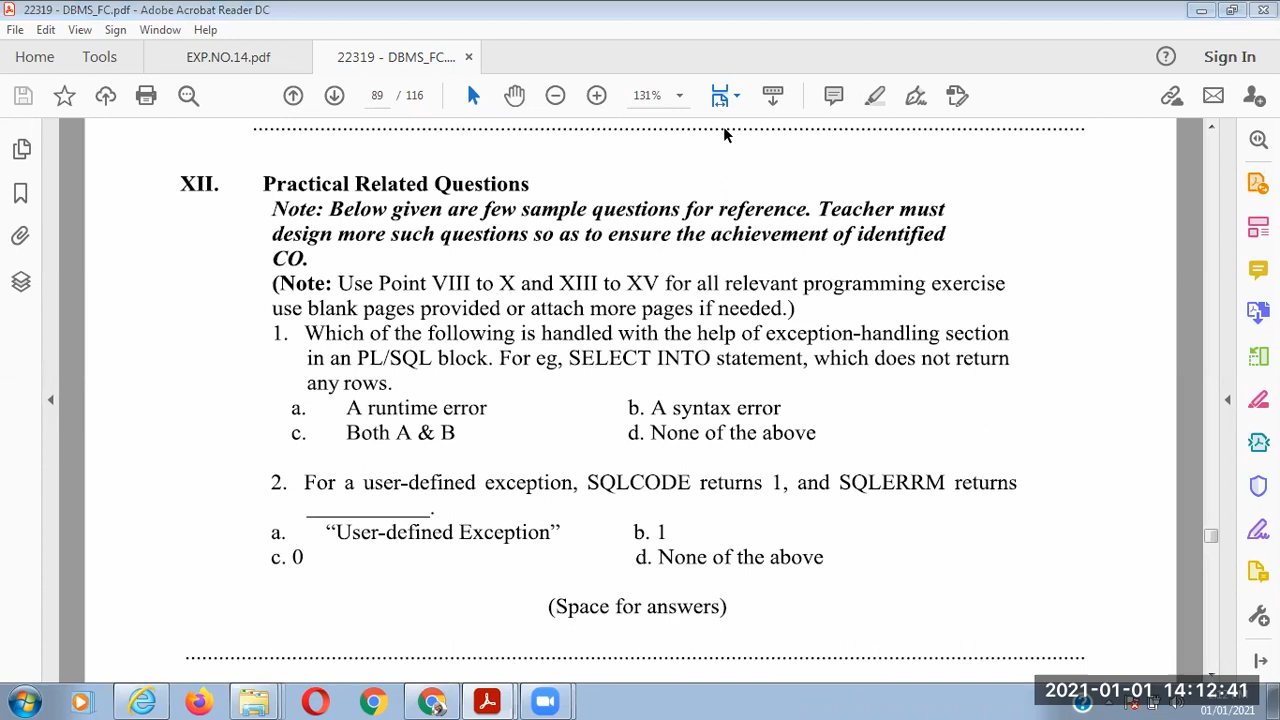 22319 - DBMS_FC.pdf - Adobe Acrobat Reader DC
File Edit View Sign Window Help
Home Tools EXP.NO.14.pdf 22319 - DBMS_FC.... × Sign In
89 / 116 131%
XII. Practical Related Questions
Note: Below given are few sample questions for reference. Teacher must
design more such questions so as to ensure the achievement of identified
CO.
(Note: Use Point VIII to X and XIII to XV for all relevant programming exercise
use blank pages provided or attach more pages if needed.)
1. Which of the following is handled with the help of exception-handling section
in an PL/SQL block. For eg, SELECT INTO statement, which does not return
any rows.
a. A runtime error b. A syntax error
c. Both A & B d. None of the above
2. For a user-defined exception, SQLCODE returns 1, and SQLERRM returns
___________.
a. “User-defined Exception” b. 1
c. 0 d. None of the above
(Space for answers)
2021-01-01 14:12:41
01/01/2021